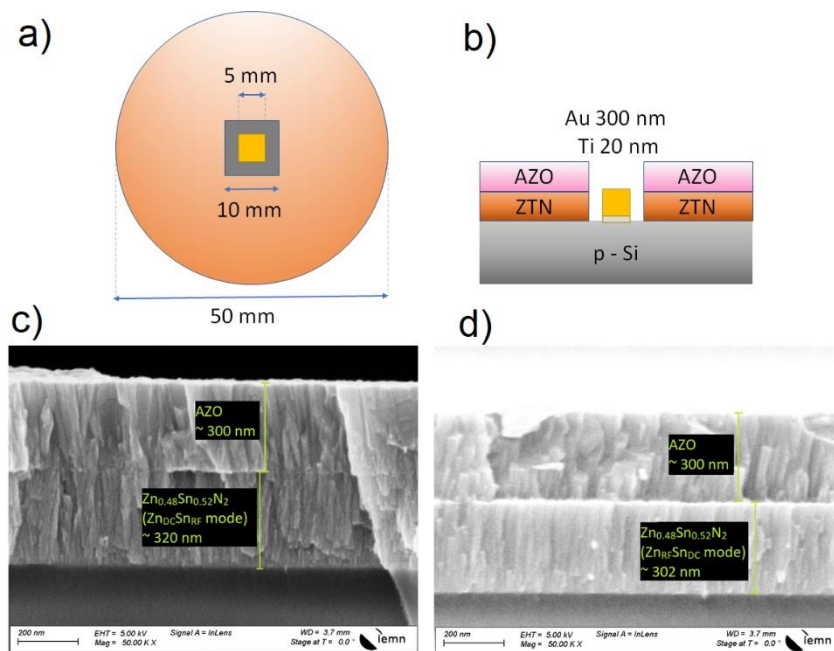 a)
5 mm
10 mm
50 mm
b)
Au 300 nm
Ti 20 nm
AZO
AZO
ZTN
ZTN
p - Si
c)
AZO
~ 300 nm
Zn0.48Sn0.52N2
(ZnDCSnRF mode)
~ 320 nm
200 nm
EHT = 5.00 kV
Mag = 50.00 K X
Signal A = InLens
WD = 3.7 mm
Stage at T = 0.0 °
iemn
d)
AZO
~ 300 nm
Zn0.48Sn0.52N2
(ZnRFSnDC mode)
~ 302 nm
200 nm
EHT = 5.00 kV
Mag = 50.00 K X
Signal A = InLens
WD = 3.7 mm
Stage at T = 0.0 °
iemn